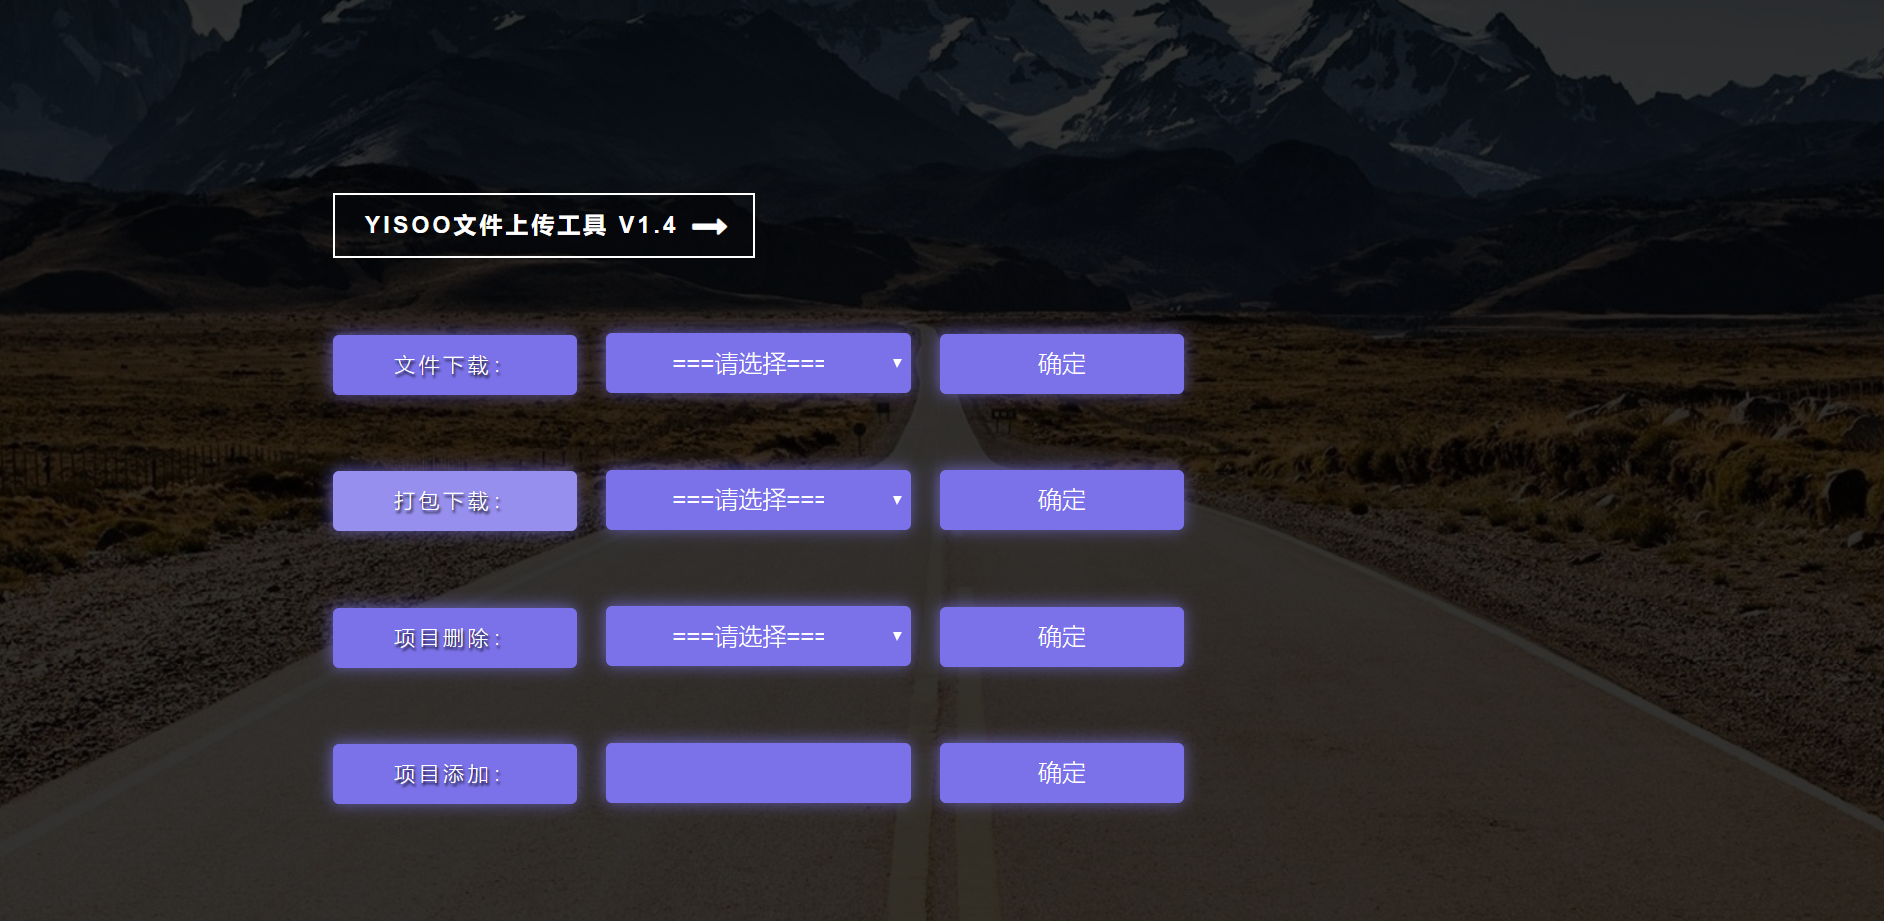 YISOO文件上传工具 V1.4
文件下载: ===请选择=== 确定
打包下载: ===请选择=== 确定
项目删除: ===请选择=== 确定
项目添加: 确定